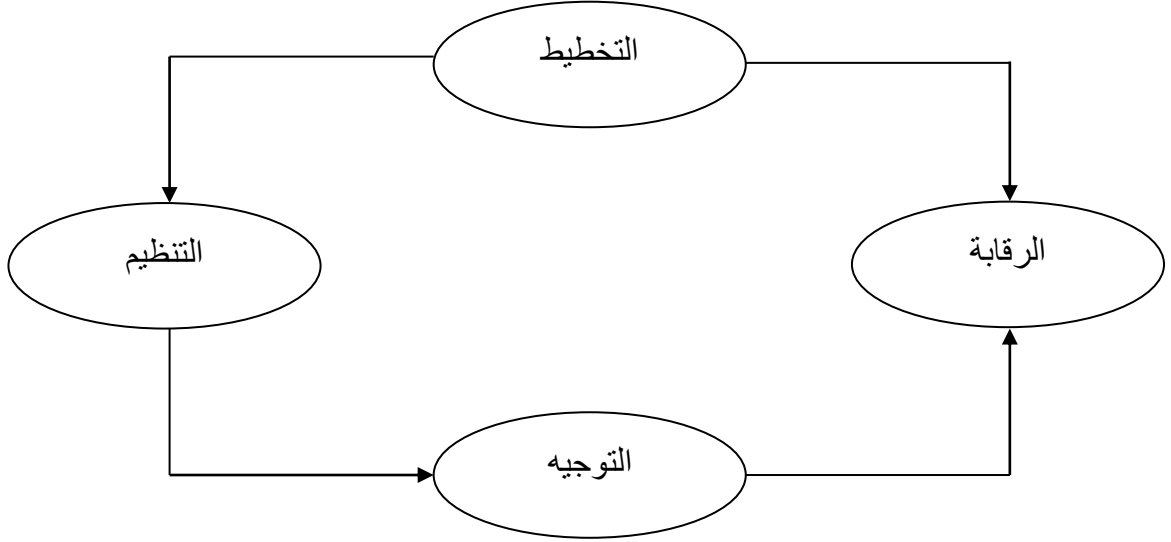 التخطيط
الرقابة
التنظيم
التوجيه